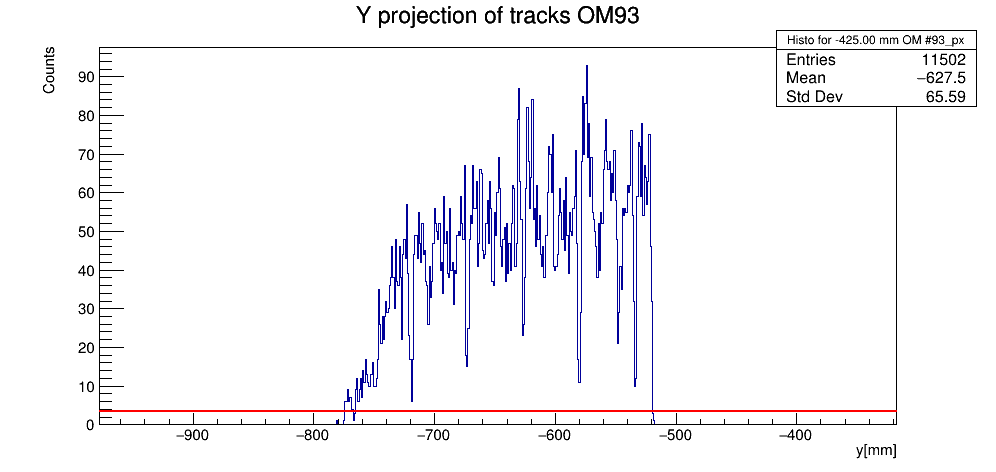 Y projection of tracks OM93
Histo for -425.00 mm OM #93_px
Entries 11502
Mean −627.5
Std Dev 65.59
Counts
90
80
70
60
50
40
30
20
10
0
−900 −800 −700 −600 −500 −400
y[mm]